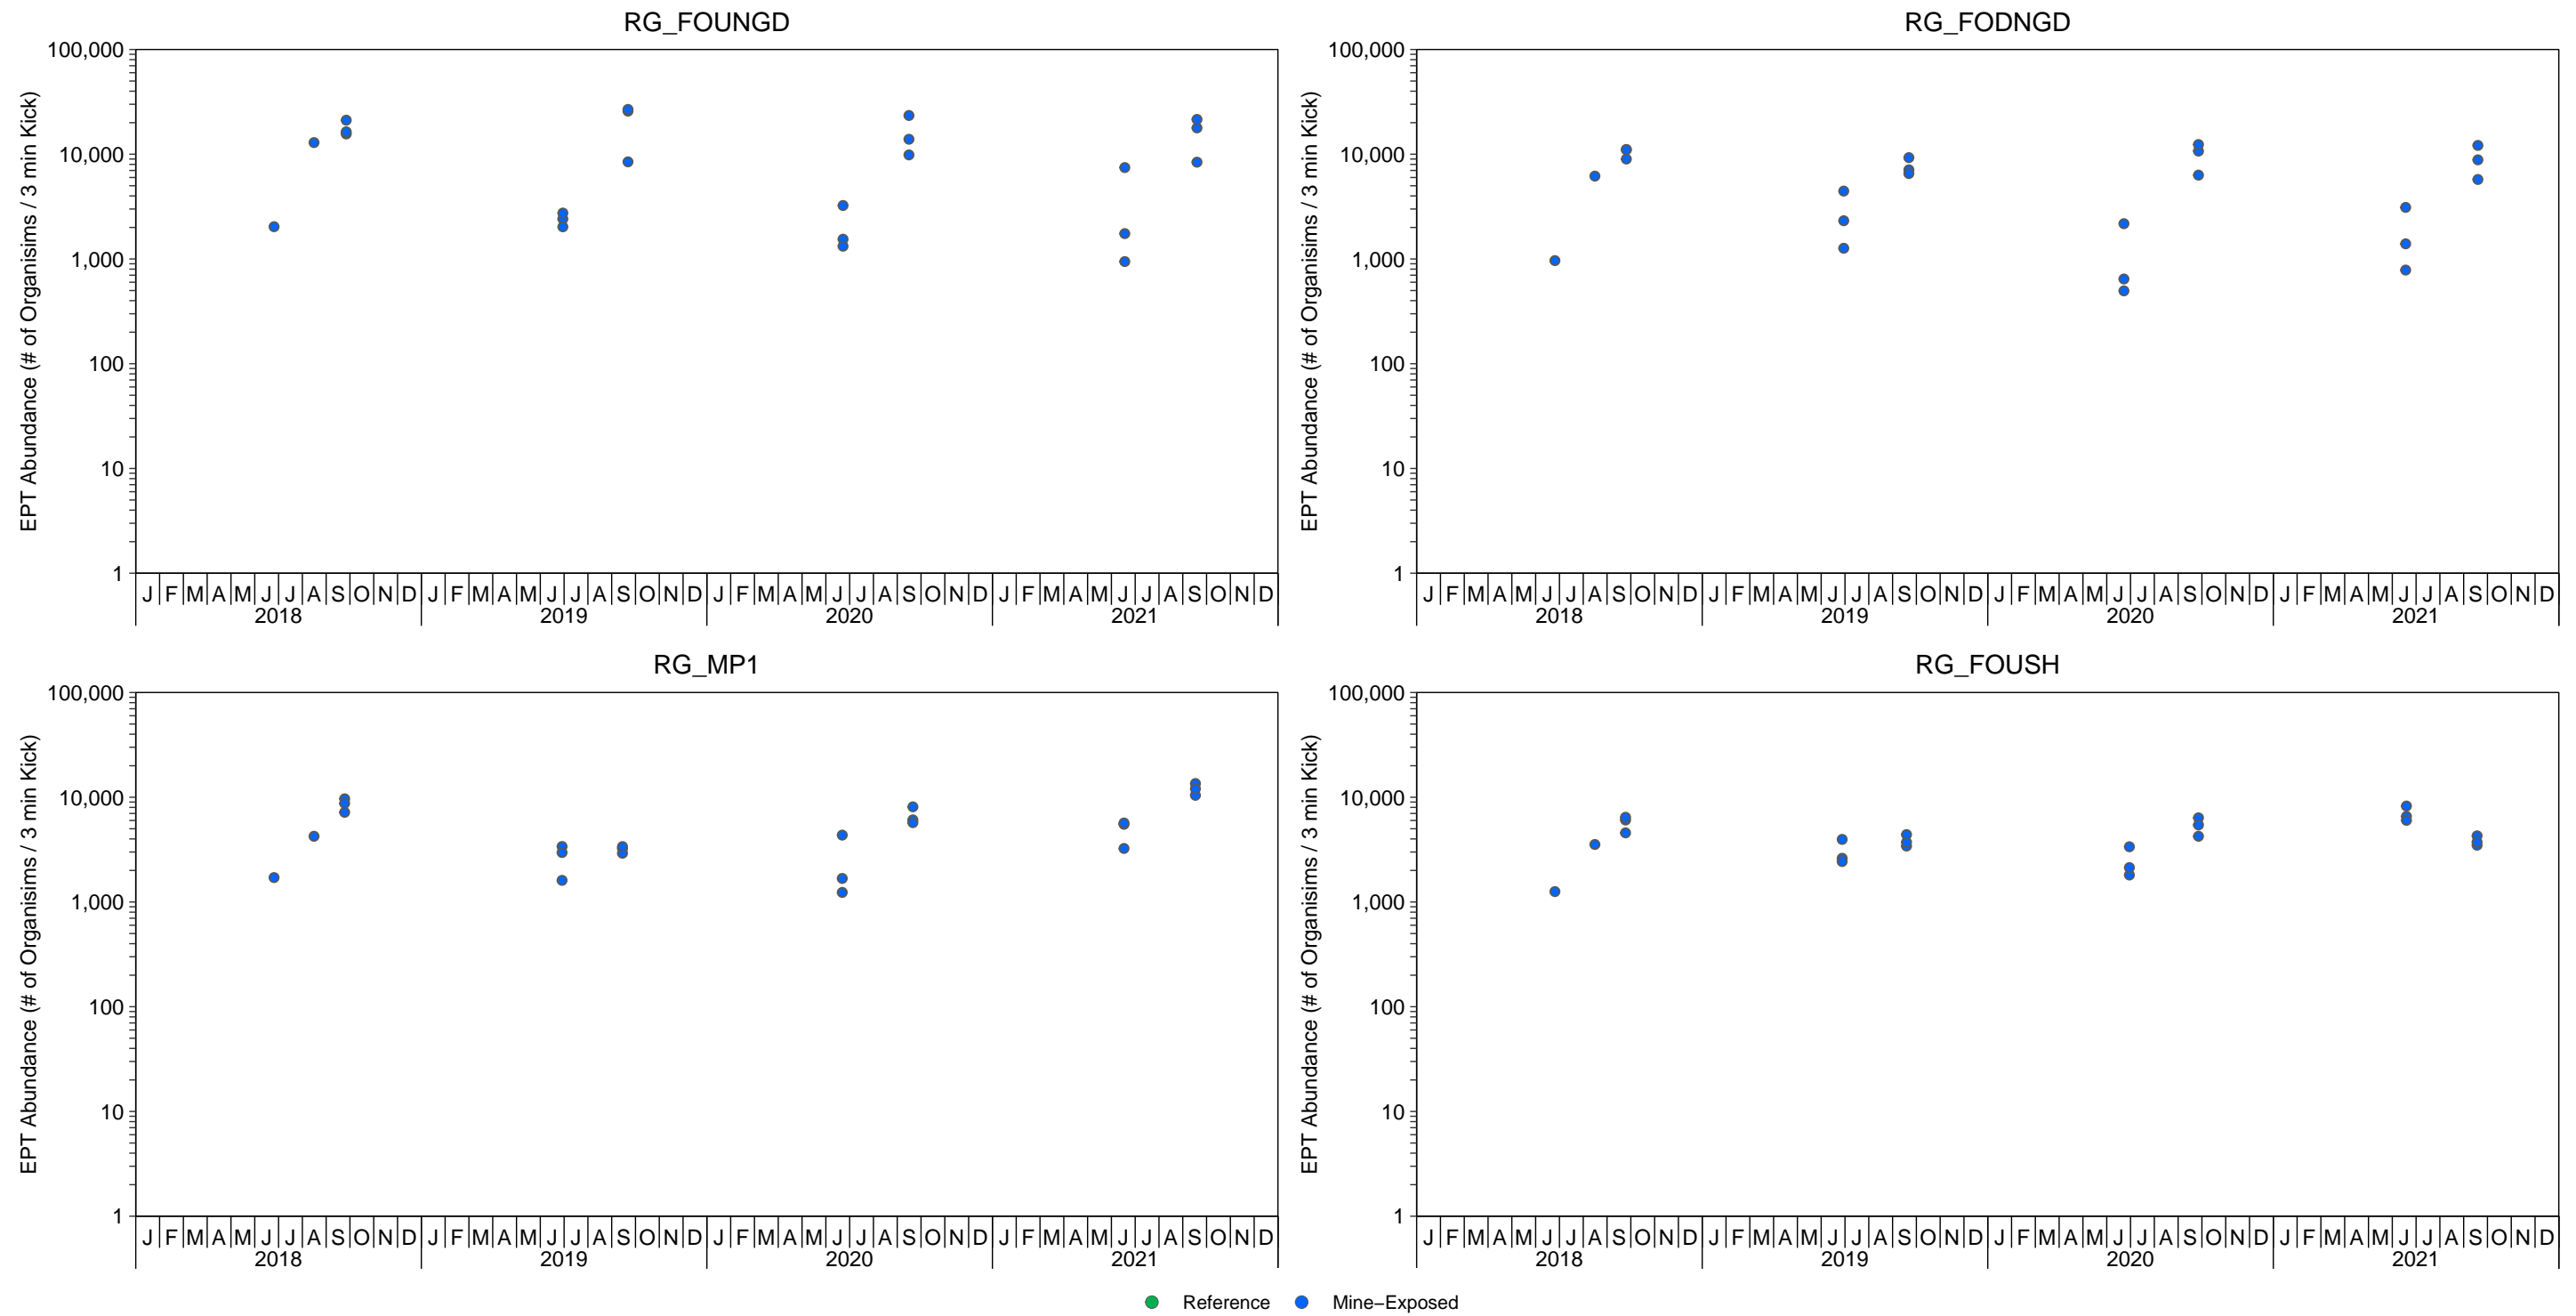 RG_FOUNGD
EPT Abundance (# of Organisims / 3 min Kick)
100,000
10,000
1,000
100
10
1
J F M A M J J A S O N D J F M A M J J A S O N D J F M A M J J A S O N D J F M A M J J A S O N D
2018 2019 2020 2021
RG_FODNGD
EPT Abundance (# of Organisims / 3 min Kick)
100,000
10,000
1,000
100
10
1
J F M A M J J A S O N D J F M A M J J A S O N D J F M A M J J A S O N D J F M A M J J A S O N D
2018 2019 2020 2021
RG_MP1
EPT Abundance (# of Organisims / 3 min Kick)
100,000
10,000
1,000
100
10
1
J F M A M J J A S O N D J F M A M J J A S O N D J F M A M J J A S O N D J F M A M J J A S O N D
2018 2019 2020 2021
RG_FOUSH
EPT Abundance (# of Organisims / 3 min Kick)
100,000
10,000
1,000
100
10
1
J F M A M J J A S O N D J F M A M J J A S O N D J F M A M J J A S O N D J F M A M J J A S O N D
2018 2019 2020 2021
Reference Mine−Exposed